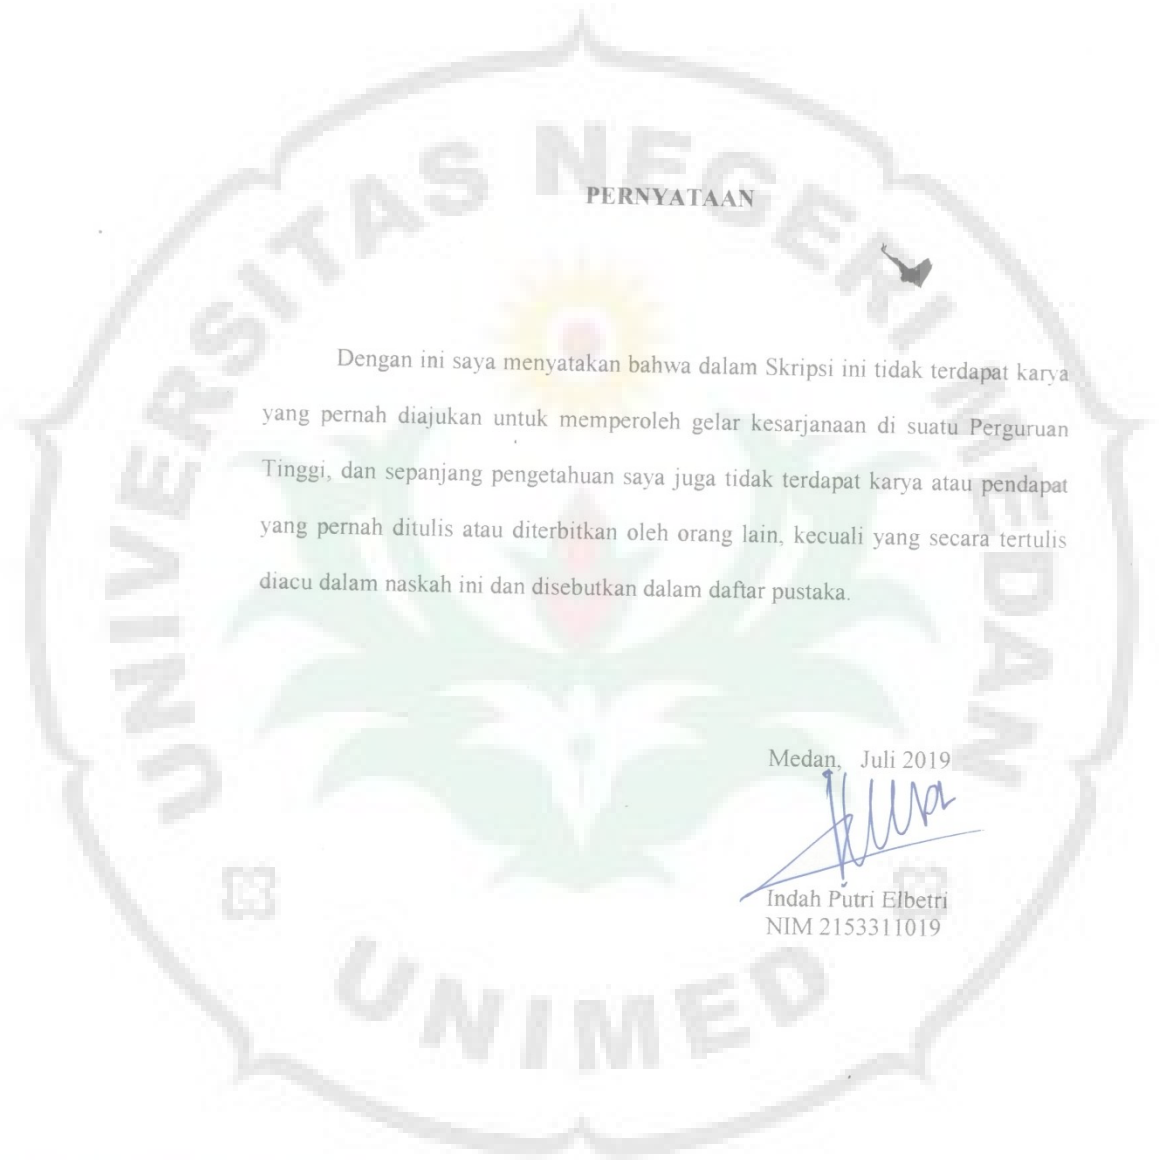 UNIVERSITAS NEGERI MEDAN
PERNYATAAN
Dengan ini saya menyatakan bahwa dalam Skripsi ini tidak terdapat karya
yang pernah diajukan untuk memperoleh gelar kesarjanaan di suatu Perguruan
Tinggi, dan sepanjang pengetahuan saya juga tidak terdapat karya atau pendapat
yang pernah ditulis atau diterbitkan oleh orang lain, kecuali yang secara tertulis
diacu dalam naskah ini dan disebutkan dalam daftar pustaka.
Medan, Juli 2019
Indah Putri Elbetri
NIM 2153311019
UNIMED